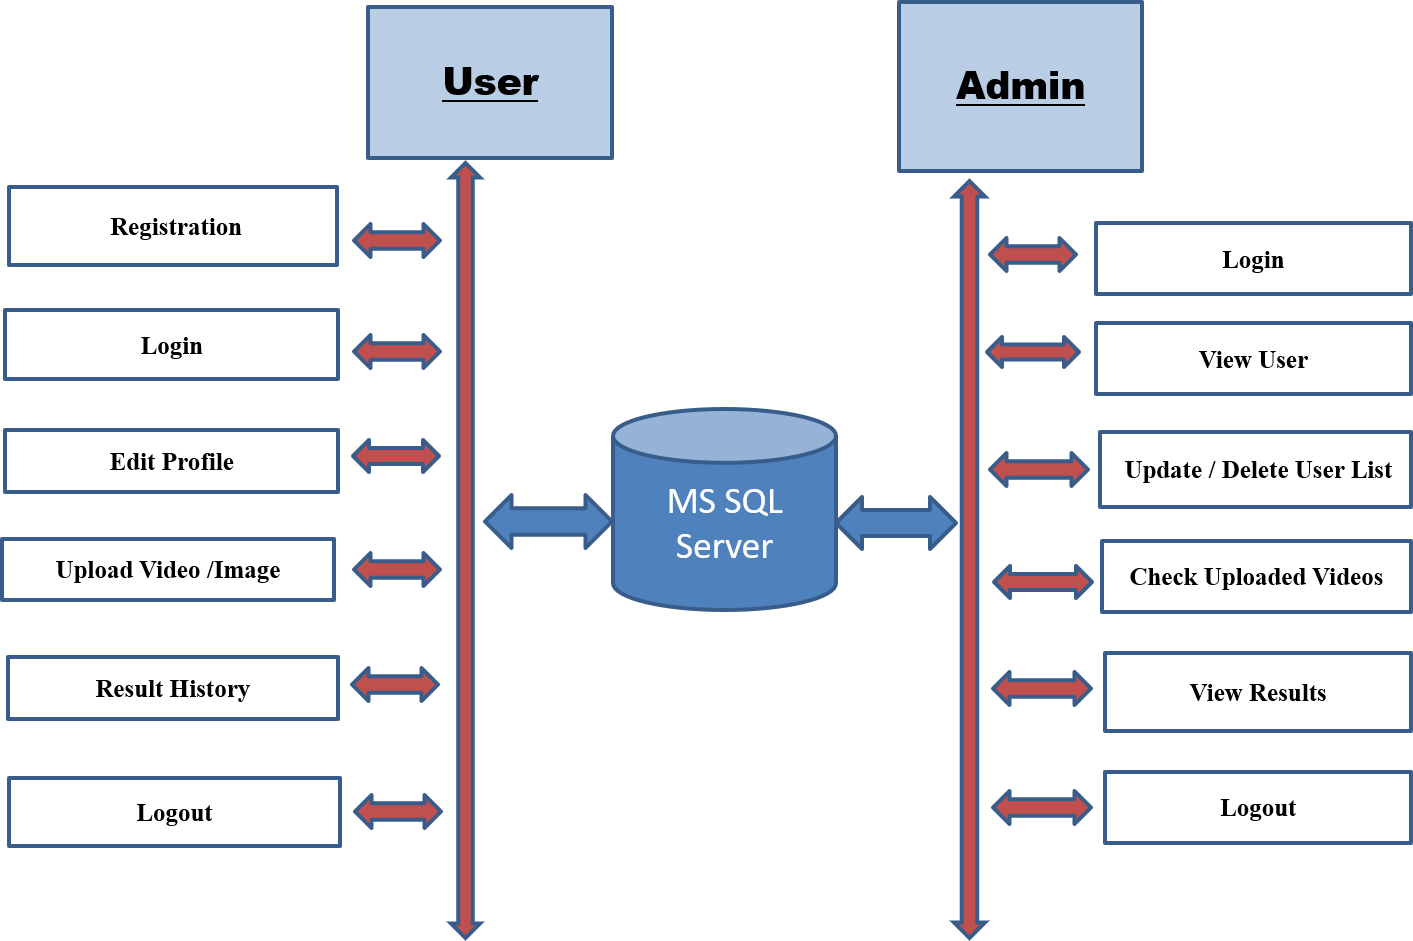 User
Admin
Registration
Login
Edit Profile
Upload Video /Image
Result History
Logout
MS SQL
Server
Login
View User
Update / Delete User List
Check Uploaded Videos
View Results
Logout